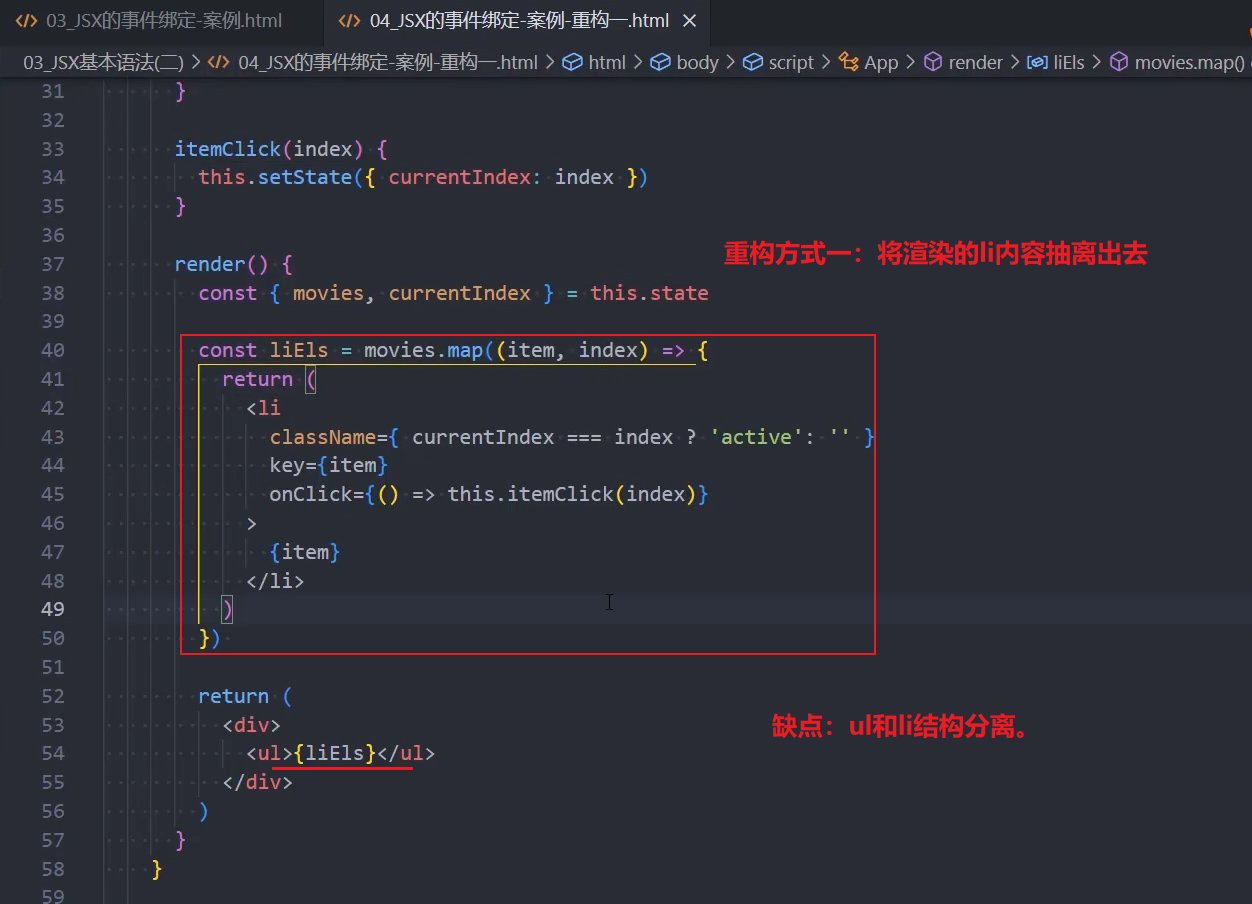 03_JSX的事件绑定-案例.html
04_JSX的事件绑定-案例-重构一.html
03_JSX基本语法(二) > 04_JSX的事件绑定-案例-重构一.html > html > body > script > App > render > liEls > movies.map()
31 }
32
33 itemClick(index) {
34 this.setState({ currentIndex: index })
35 }
36
37 render() {
重构方式一：将渲染的li内容抽离出去
38 const { movies, currentIndex } = this.state
39
40 const liEls = movies.map((item, index) => {
41 return (
42 <li
43 className={ currentIndex === index ? 'active': '' }
44 key={item}
45 onClick={() => this.itemClick(index)}
46 >
47 {item}
48 </li>
49 )
50 })
51
52 return (
53 <div>
缺点：ul和li结构分离。
54 <ul>{liEls}</ul>
55 </div>
56 )
57 }
58 }
59